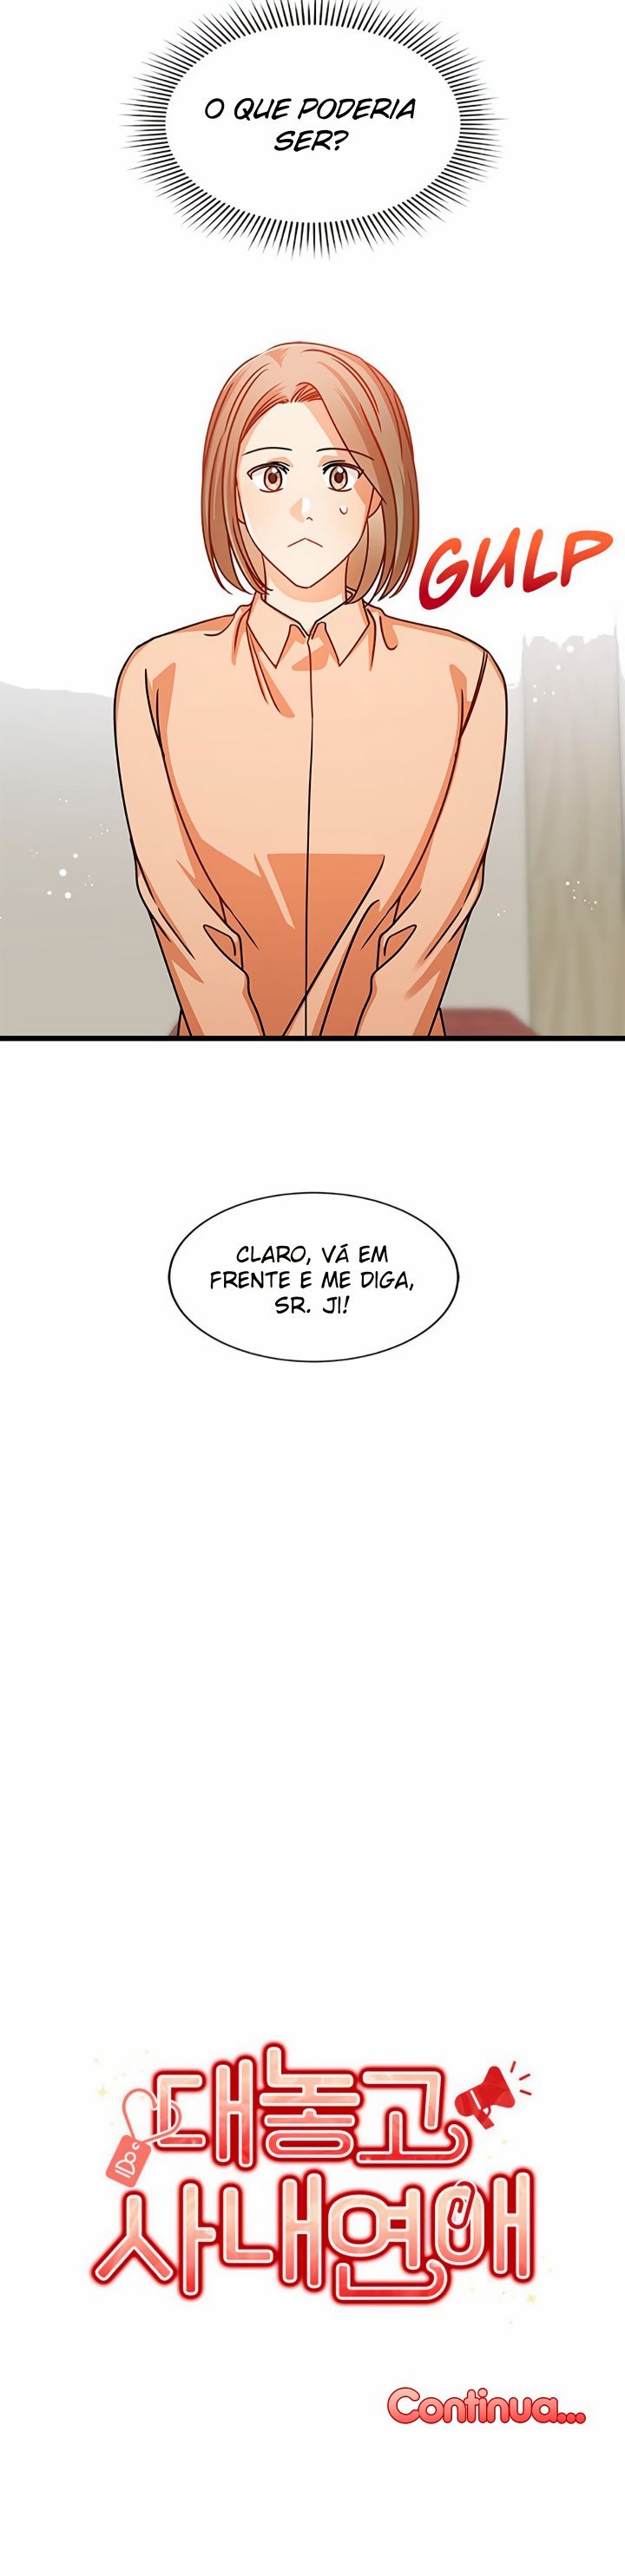 O QUE PODERIA
SER?
GULP
CLARO, VÁ EM
FRENTE E ME DIGA,
SR. JI!
대놓고
IDO
사내연애
Continua...